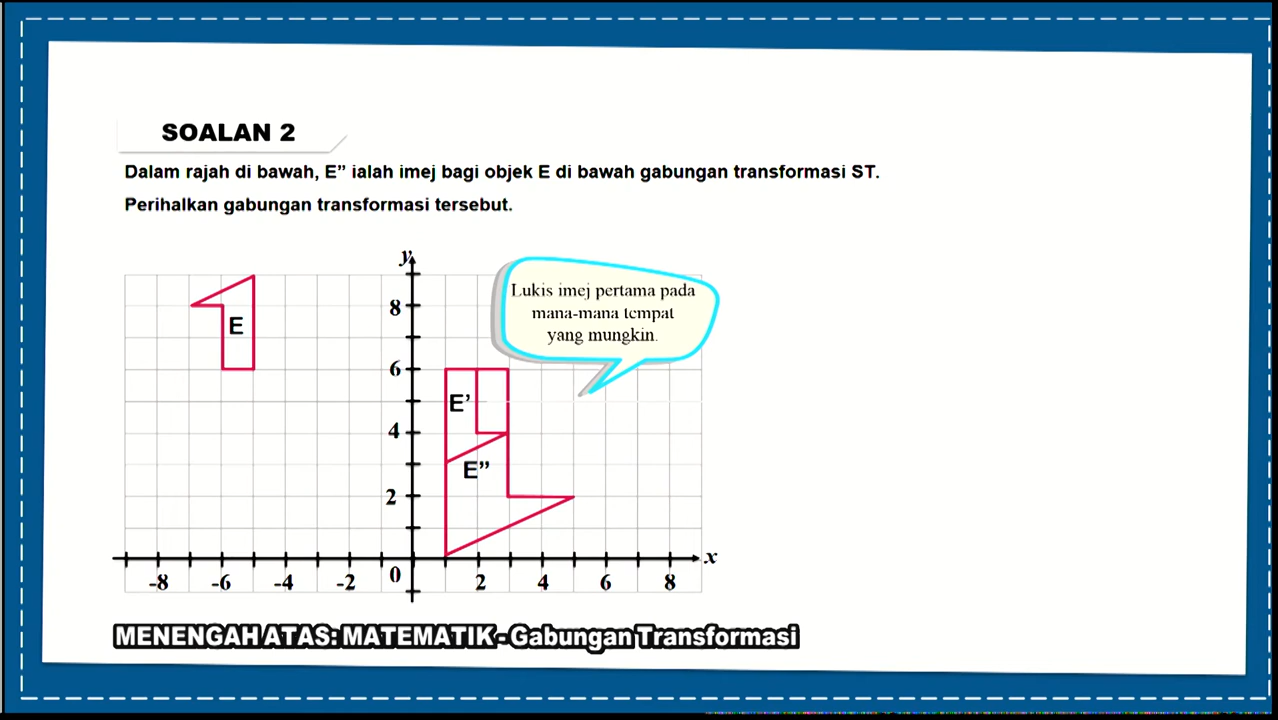 SOALAN 2
Dalam rajah di bawah, E” ialah imej bagi objek E di bawah gabungan transformasi ST.
Perihalkan gabungan transformasi tersebut.
y
Lukis imej pertama pada
mana-mana tempat
yang mungkin.
8
E
6
E’
4
E”
2
0
x
-8 -6 -4 -2 2 4 6 8
MENENGAH ATAS: MATEMATIK - Gabungan Transformasi